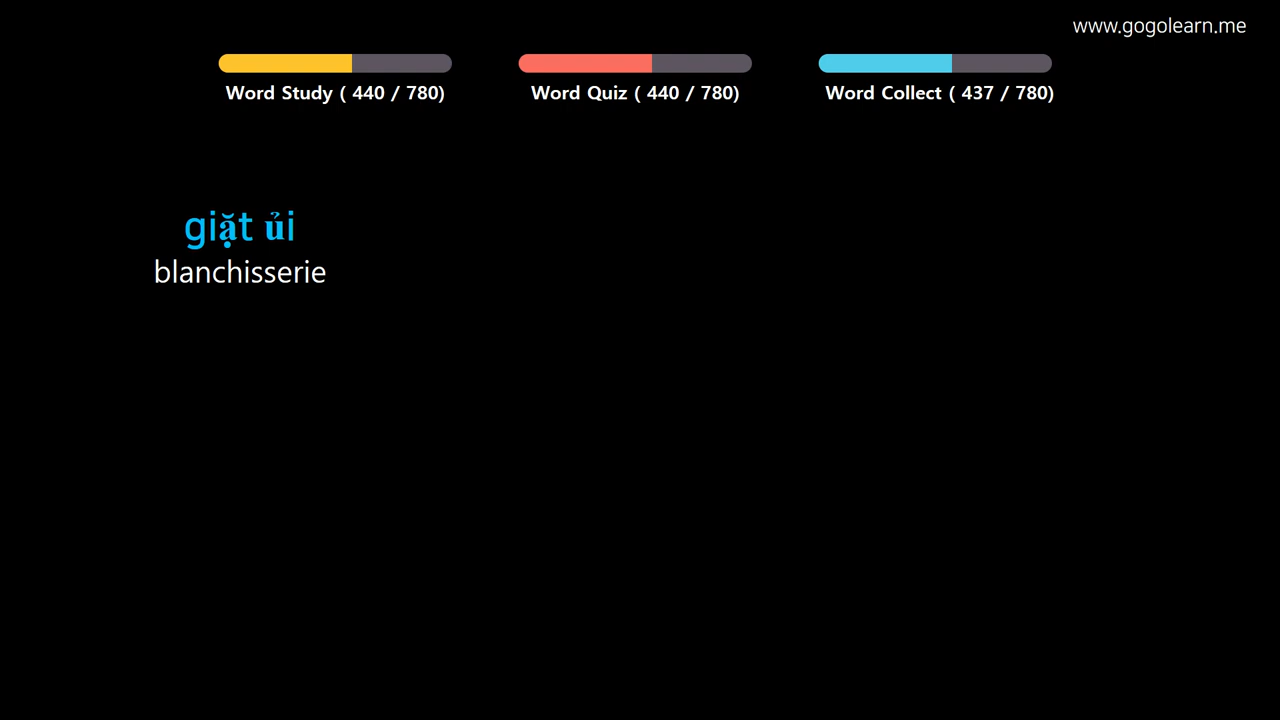 www.gogolearn.me
Word Study ( 440 / 780)
Word Quiz ( 440 / 780)
Word Collect ( 437 / 780)
giặt ủi
blanchisserie